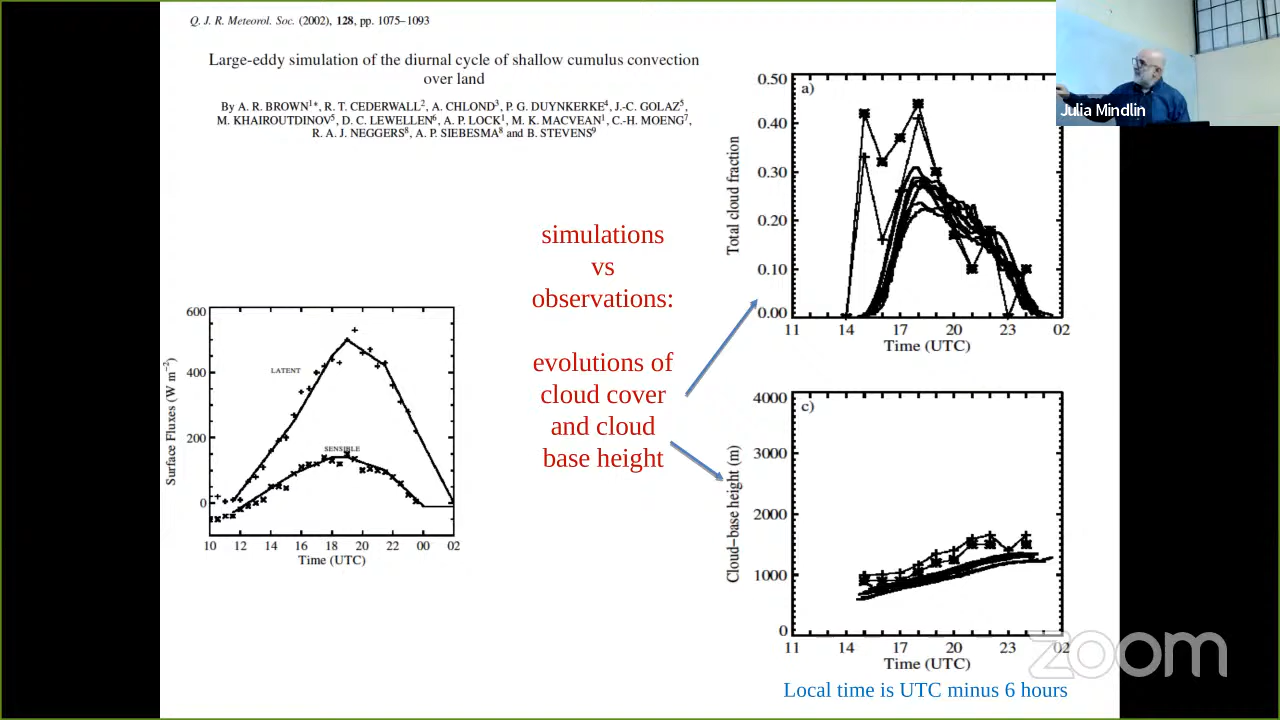 Q. J. R. Meteorol. Soc. (2002), 128, pp. 1075–1093
Large-eddy simulation of the diurnal cycle of shallow cumulus convection
over land
By A. R. BROWN1*, R. T. CEDERWALL2, A. CHLOND3, P. G. DUYNKERKE4, J.-C. GOLAZ5,
M. KHAIROUTDINOV5, D. C. LEWELLEN6, A. P. LOCK1, M. K. MACVEAN1, C.-H. MOENG7,
R. A. J. NEGGERS8, A. P. SIEBESMA8 and B. STEVENS9
Julia Mindlin
simulations
vs
observations:
evolutions of
cloud cover
and cloud
base height
600
400
200
0
Surface Fluxes (W m−2)
LATENT
SENSIBLE
10 12 14 16 18 20 22 00 02
Time (UTC)
a)
0.50
0.40
0.30
0.20
0.10
0.00
Total cloud fraction
11 14 17 20 23 02
Time (UTC)
c)
4000
3000
2000
1000
0
Cloud–base height (m)
11 14 17 20 23 02
Time (UTC)
zoom
Local time is UTC minus 6 hours